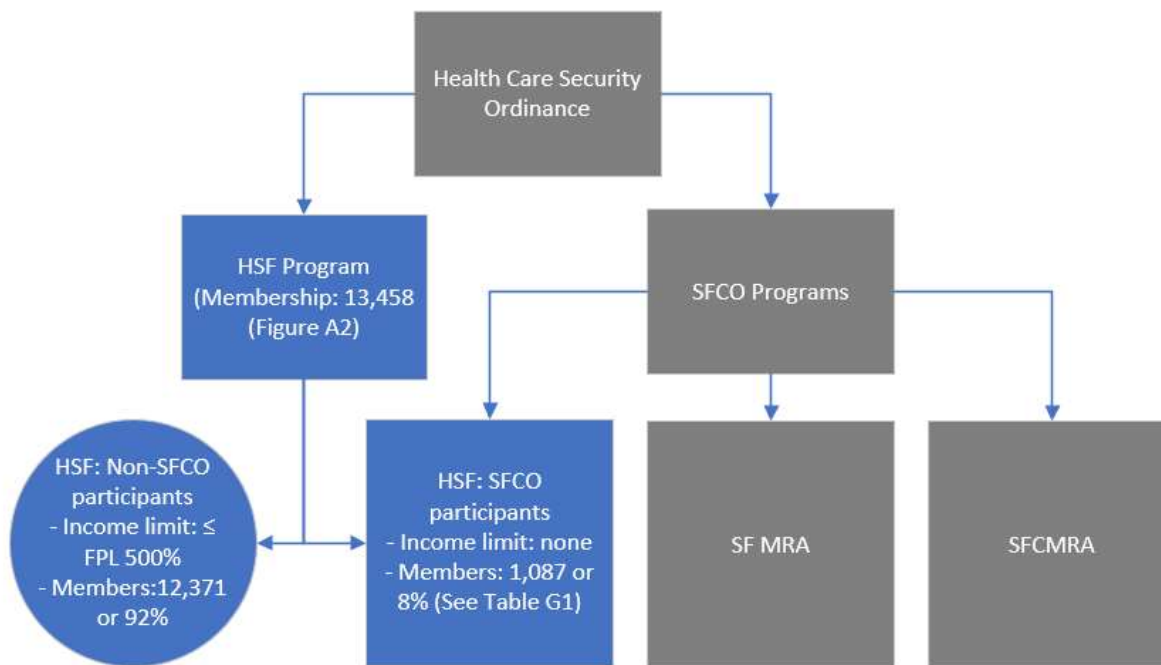 Health Care Security
Ordinance
HSF Program
(Membership: 13,458
(Figure A2)
SFCO Programs
HSF: Non-SFCO
participants
- Income limit: ≤
FPL 500%
- Members:12,371
or 92%
HSF: SFCO
participants
- Income limit: none
- Members: 1,087 or
8% (See Table G1)
SF MRA
SFCMRA